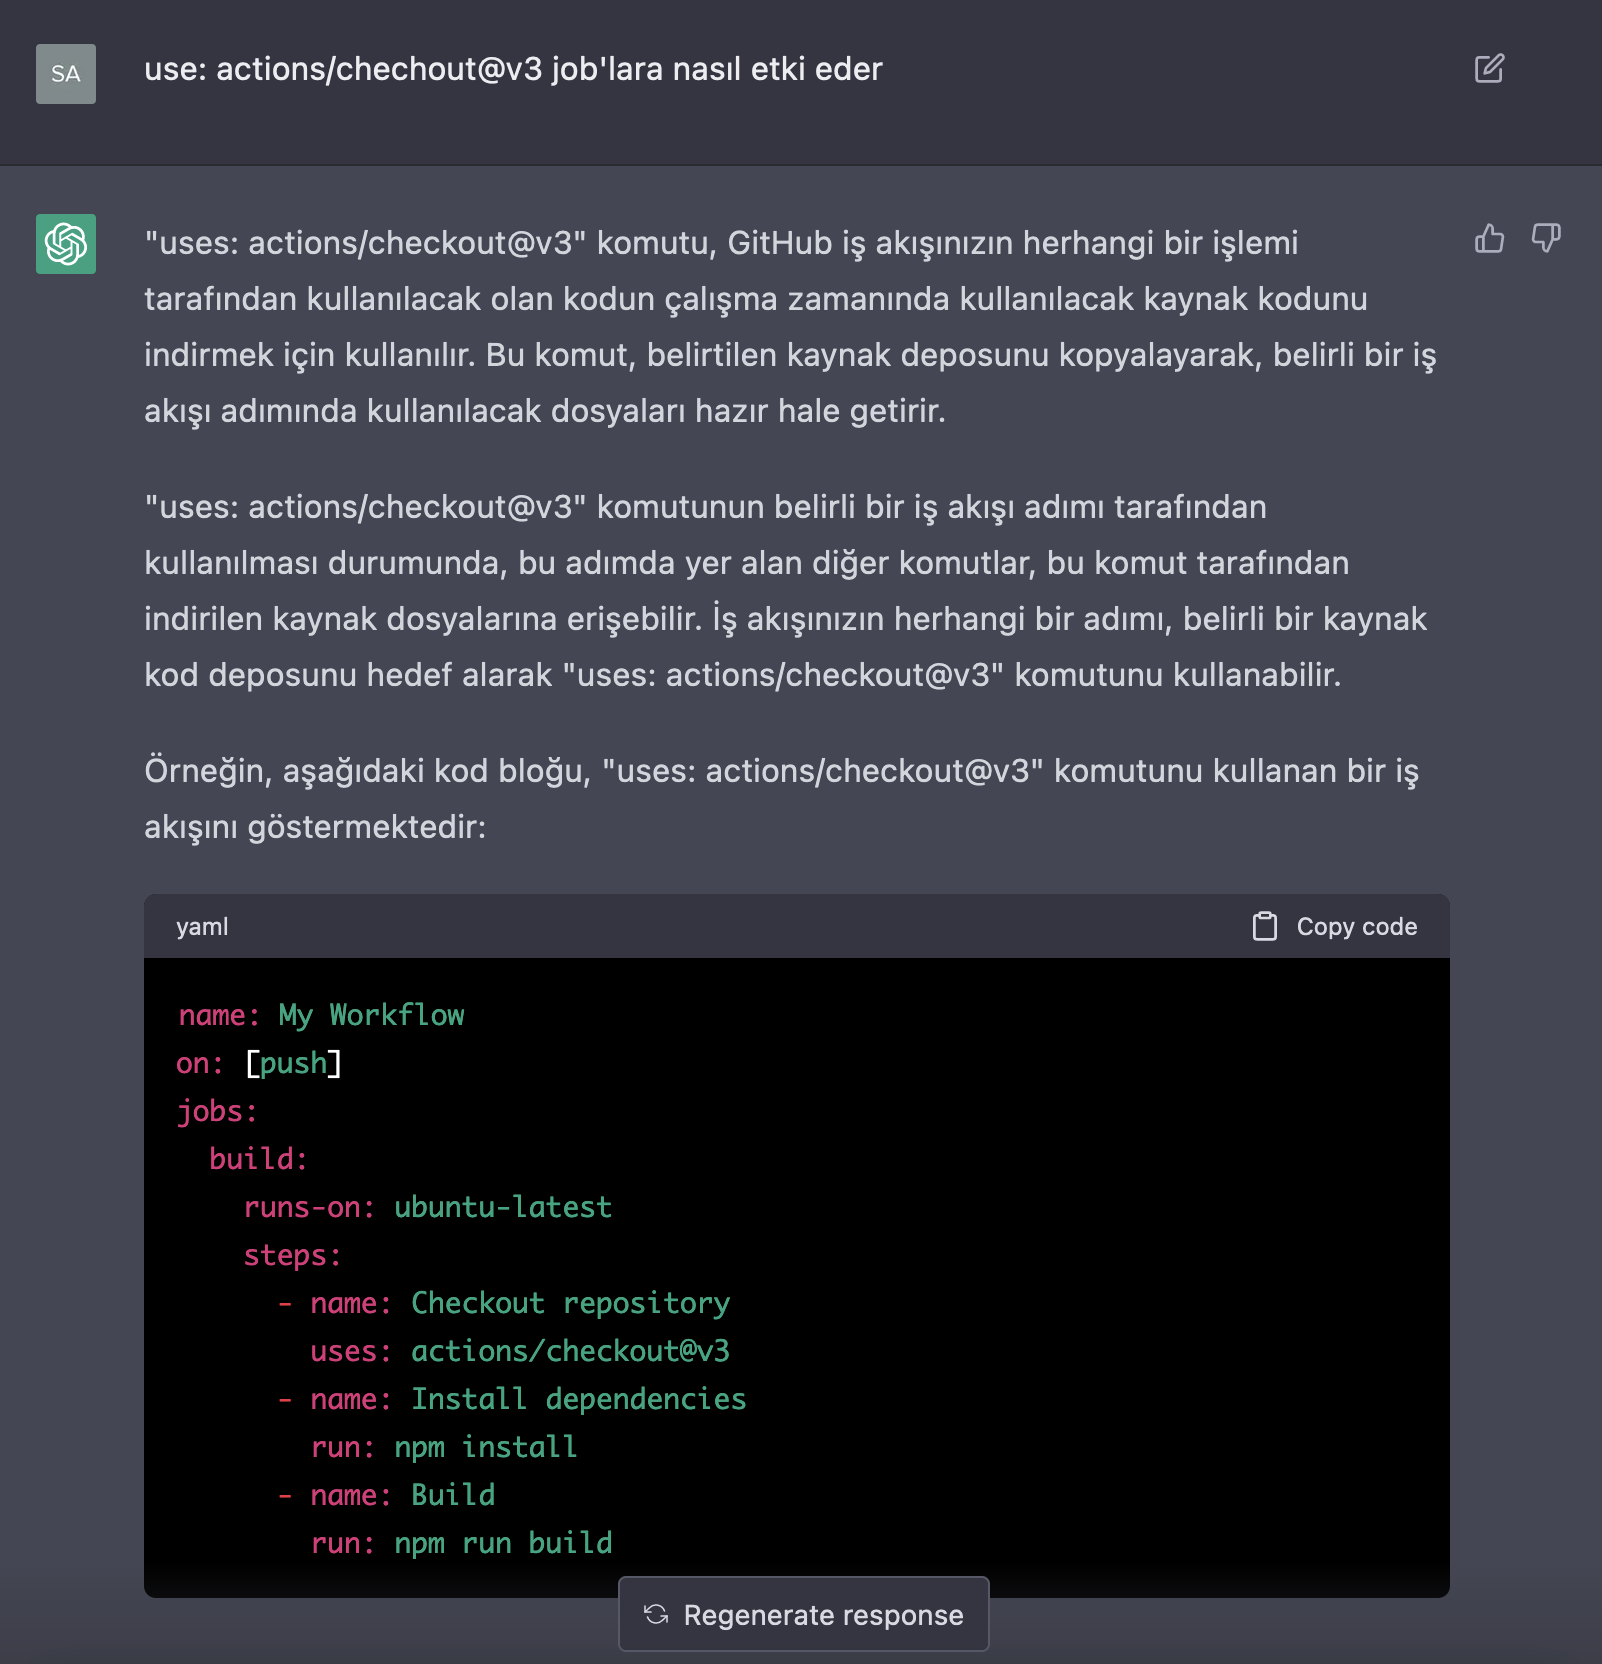 SA
use: actions/chechout@v3 job'lara nasıl etki eder
"uses: actions/checkout@v3" komutu, GitHub iş akışınızın herhangi bir işlemi
tarafından kullanılacak olan kodun çalışma zamanında kullanılacak kaynak kodunu
indirmek için kullanılır. Bu komut, belirtilen kaynak deposunu kopyalayarak, belirli bir iş
akışı adımında kullanılacak dosyaları hazır hale getirir.
"uses: actions/checkout@v3" komutunun belirli bir iş akışı adımı tarafından
kullanılması durumunda, bu adımda yer alan diğer komutlar, bu komut tarafından
indirilen kaynak dosyalarına erişebilir. İş akışınızın herhangi bir adımı, belirli bir kaynak
kod deposunu hedef alarak "uses: actions/checkout@v3" komutunu kullanabilir.
Örneğin, aşağıdaki kod bloğu, "uses: actions/checkout@v3" komutunu kullanan bir iş
akışını göstermektedir:
yaml
Copy code
name: My Workflow
on: [push]
jobs:
  build:
    runs-on: ubuntu-latest
    steps:
      - name: Checkout repository
        uses: actions/checkout@v3
      - name: Install dependencies
        run: npm install
      - name: Build
        run: npm run build
Regenerate response